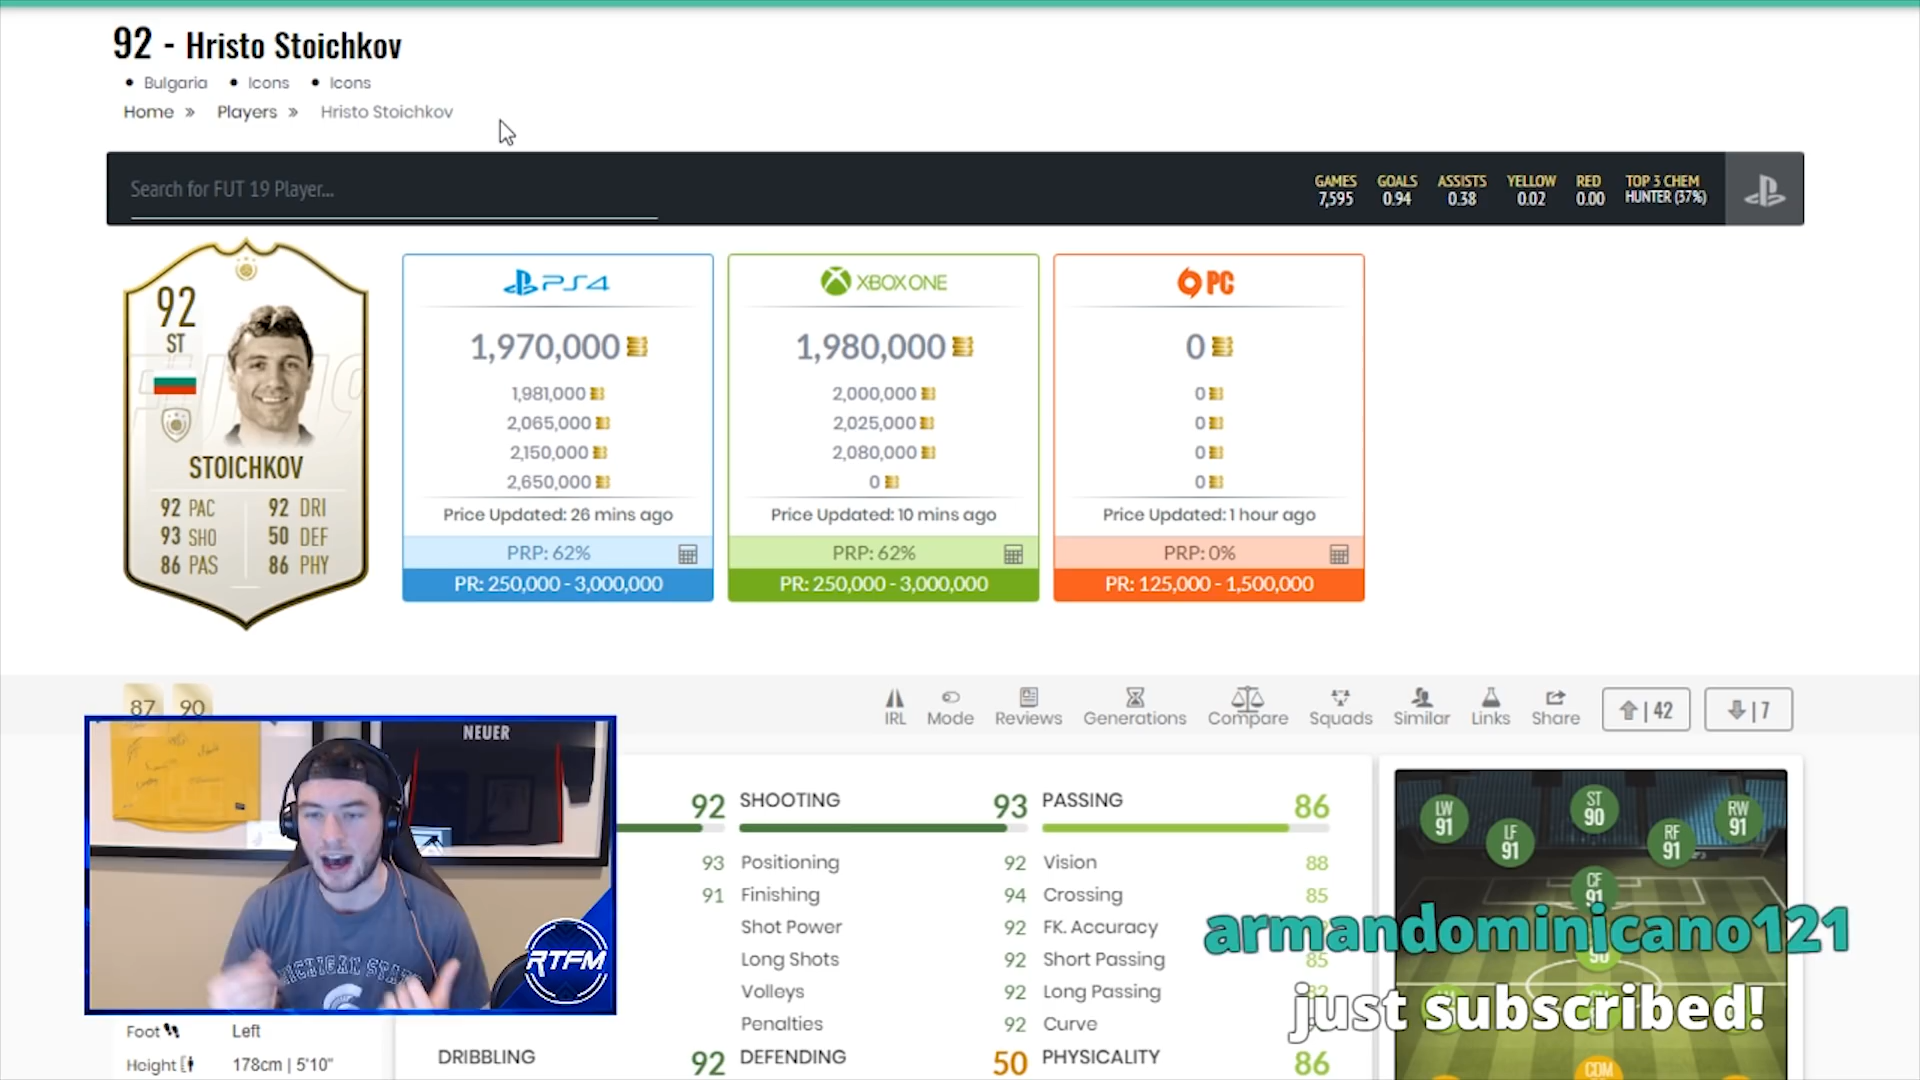 92 - Hristo Stoichkov
Bulgaria Icons Icons
Home » Players » Hristo Stoichkov
Search for FUT 19 Player...
GAMES GOALS ASSISTS YELLOW RED TOP 3 CHEM
7,595 0.94 0.38 0.02 0.00 HUNTER (37%)
92
ST
STOICHKOV
92 PAC 92 DRI
93 SHO 50 DEF
86 PAS 86 PHY
PS4
1,970,000
1,981,000
2,065,000
2,150,000
2,650,000
Price Updated: 26 mins ago
PRP: 62%
PR: 250,000 - 3,000,000
XBOX ONE
1,980,000
2,000,000
2,025,000
2,080,000
0
Price Updated: 10 mins ago
PRP: 62%
PR: 250,000 - 3,000,000
PC
0
0
0
0
0
Price Updated: 1 hour ago
PRP: 0%
PR: 125,000 - 1,500,000
87 90
IRL Mode Reviews Generations Compare Squads Similar Links Share | 42 | 7
NEUER
MICHIGAN STATE
RTFM
92
93
91
SHOOTING 93
Positioning 92
Finishing 94
Shot Power 92
Long Shots 92
Volleys 92
Penalties 92
PASSING 86
Vision 88
Crossing 85
FK. Accuracy
Short Passing 85
Long Passing
Curve
Foot Left
Height 178cm | 5'10"
DRIBBLING 92 DEFENDING 50 PHYSICALITY 86
LW
91
LF
91
ST
90
RF
91
RW
91
CF
91
CDM
armandominicano121
just subscribed!